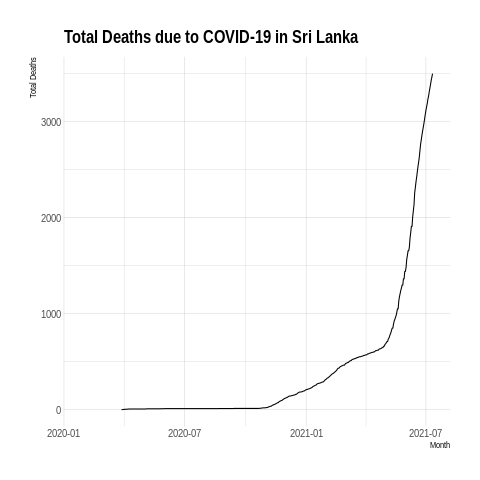 Total Deaths due to COVID-19 in Sri Lanka
Total Deaths
3000
2000
1000
0
2020-01 2020-07 2021-01 2021-07
Month